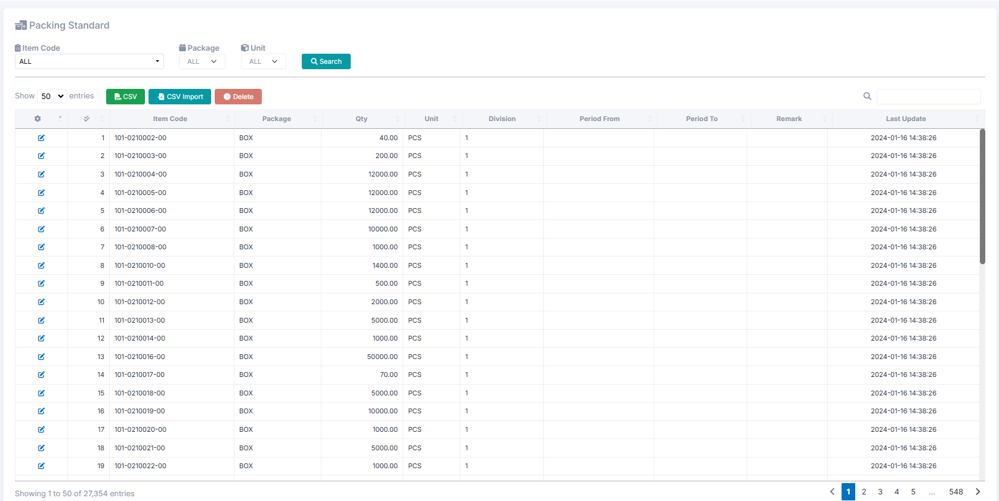 Packing Standard
Item Code Package Unit
ALL ALL ALL Search
Show 50 entries CSV CSV Import Delete
Item Code Package Qty Unit Division Period From Period To Remark Last Update
1 101-0210002-00 BOX 40.00 PCS 1 2024-01-16 14:38:26
2 101-0210003-00 BOX 200.00 PCS 1 2024-01-16 14:38:26
3 101-0210004-00 BOX 12000.00 PCS 1 2024-01-16 14:38:26
4 101-0210005-00 BOX 12000.00 PCS 1 2024-01-16 14:38:26
5 101-0210006-00 BOX 12000.00 PCS 1 2024-01-16 14:38:26
6 101-0210007-00 BOX 10000.00 PCS 1 2024-01-16 14:38:26
7 101-0210008-00 BOX 1000.00 PCS 1 2024-01-16 14:38:26
8 101-0210010-00 BOX 1400.00 PCS 1 2024-01-16 14:38:26
9 101-0210011-00 BOX 500.00 PCS 1 2024-01-16 14:38:26
10 101-0210012-00 BOX 2000.00 PCS 1 2024-01-16 14:38:26
11 101-0210013-00 BOX 5000.00 PCS 1 2024-01-16 14:38:26
12 101-0210014-00 BOX 1000.00 PCS 1 2024-01-16 14:38:26
13 101-0210016-00 BOX 50000.00 PCS 1 2024-01-16 14:38:26
14 101-0210017-00 BOX 70.00 PCS 1 2024-01-16 14:38:26
15 101-0210018-00 BOX 5000.00 PCS 1 2024-01-16 14:38:26
16 101-0210019-00 BOX 10000.00 PCS 1 2024-01-16 14:38:26
17 101-0210020-00 BOX 1000.00 PCS 1 2024-01-16 14:38:26
18 101-0210021-00 BOX 5000.00 PCS 1 2024-01-16 14:38:26
19 101-0210022-00 BOX 1000.00 PCS 1 2024-01-16 14:38:26
Showing 1 to 50 of 27,354 entries 1 2 3 4 5 ... 548